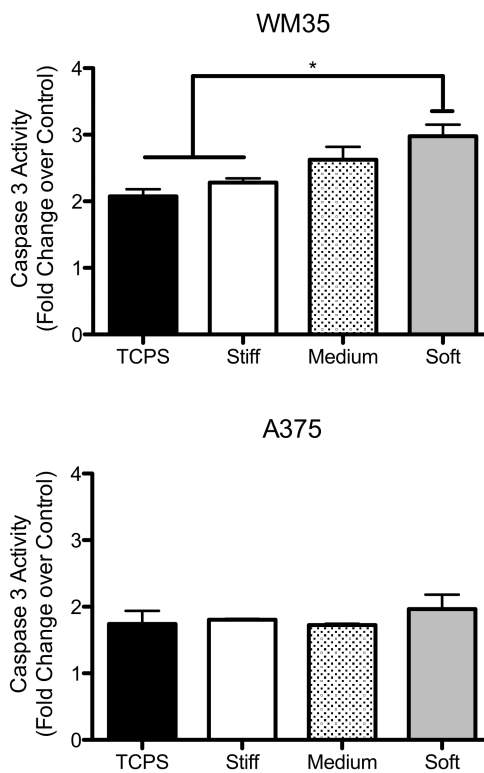 WM35
*
Caspase 3 Activity
(Fold Change over Control)
4
3
2
1
0
TCPS Stiff Medium Soft
A375
Caspase 3 Activity
(Fold Change over Control)
4
3
2
1
0
TCPS Stiff Medium Soft